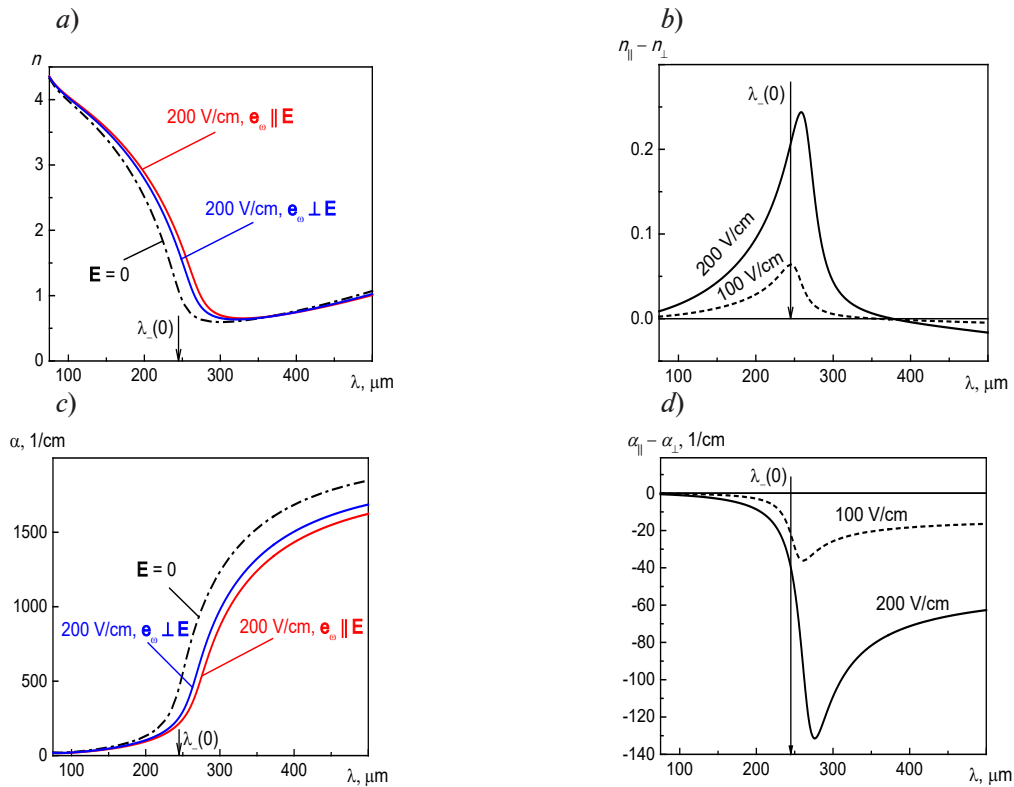 a)
n
4
3
2
1
0
200 V/cm, e_ω ∥ E
200 V/cm, e_ω ⊥ E
E = 0
λ_−(0)
100 200 300 400
λ, μm
b)
n_∥ − n_⊥
λ_−(0)
0.2
0.1
0.0
200 V/cm
100 V/cm
100 200 300 400
λ, μm
c)
α, 1/cm
1500
1000
500
0
E = 0
200 V/cm, e_ω ⊥ E
200 V/cm, e_ω ∥ E
λ_−(0)
100 200 300 400
λ, μm
d)
α_∥ − α_⊥, 1/cm
λ_−(0)
0
-20
-40
-60
-80
-100
-120
-140
100 V/cm
200 V/cm
100 200 300 400
λ, μm